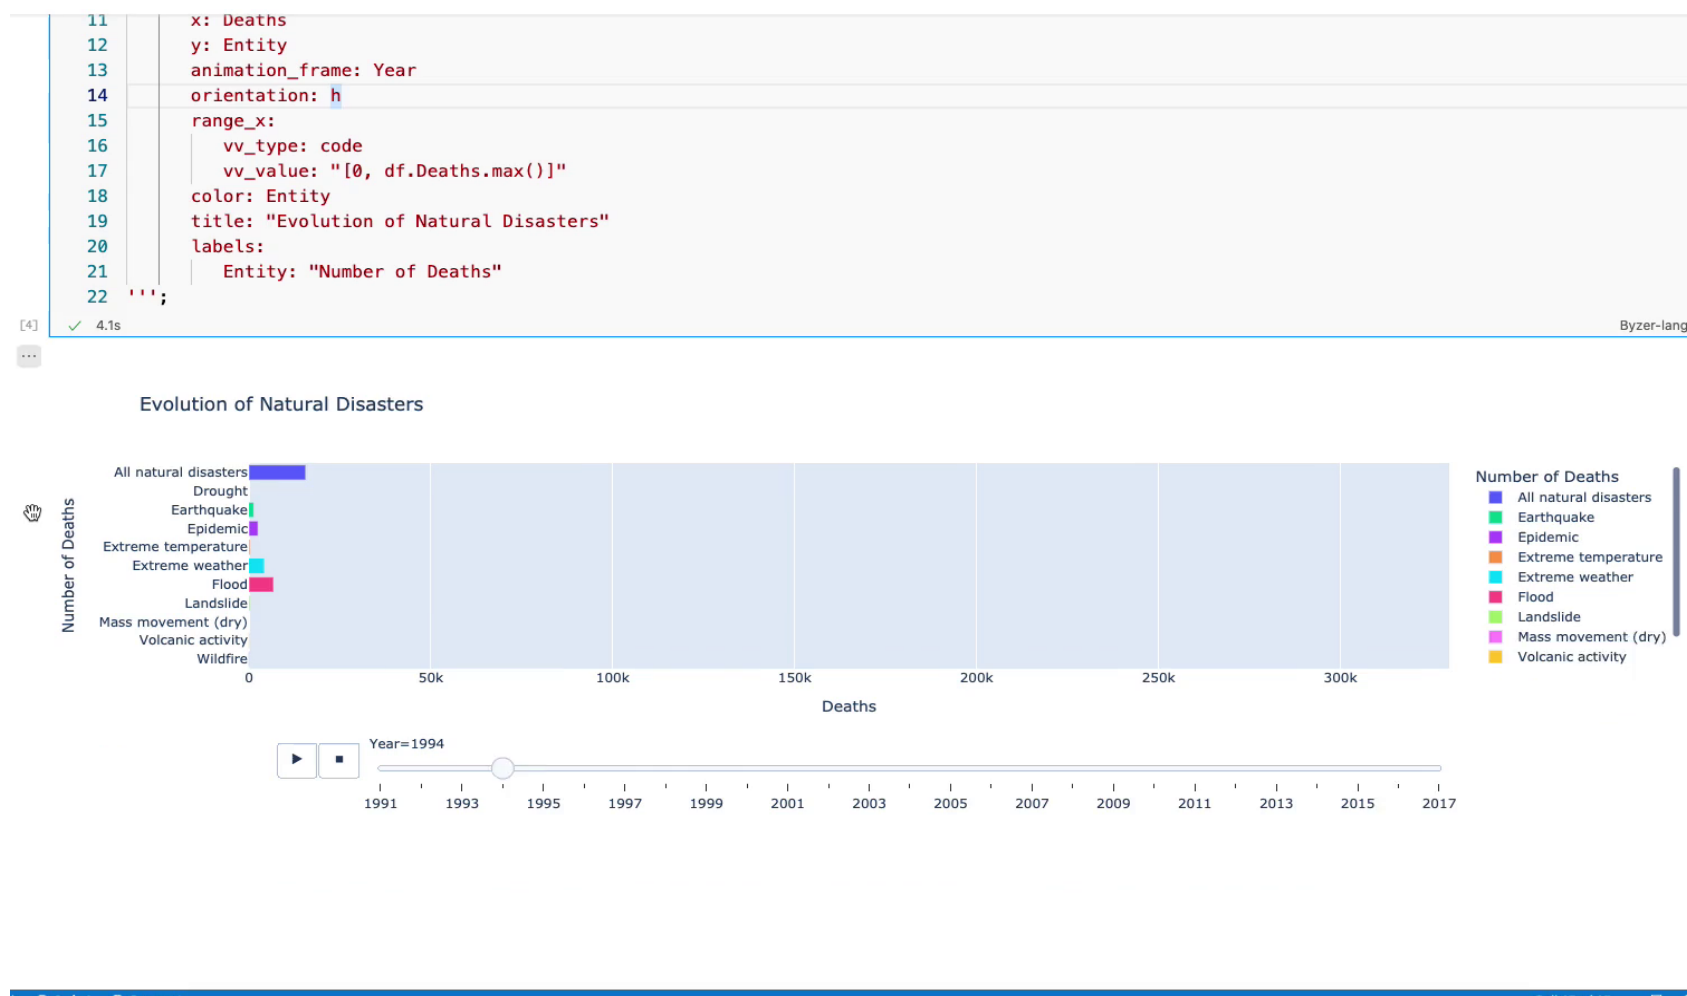 11 x: Deaths
12 y: Entity
13 animation_frame: Year
14 orientation: h
15 range_x:
16 vv_type: code
17 vv_value: "[0, df.Deaths.max()]"
18 color: Entity
19 title: "Evolution of Natural Disasters"
20 labels:
21 Entity: "Number of Deaths"
22 ''';
[4] ✓ 4.1s Byzer-lang
...
Evolution of Natural Disasters
Number of Deaths
All natural disasters
Drought
Earthquake
Epidemic
Extreme temperature
Extreme weather
Flood
Landslide
Mass movement (dry)
Volcanic activity
Wildfire
0 50k 100k 150k 200k 250k 300k
Deaths
Number of Deaths
All natural disasters
Earthquake
Epidemic
Extreme temperature
Extreme weather
Flood
Landslide
Mass movement (dry)
Volcanic activity
Year=1994
1991 1993 1995 1997 1999 2001 2003 2005 2007 2009 2011 2013 2015 2017